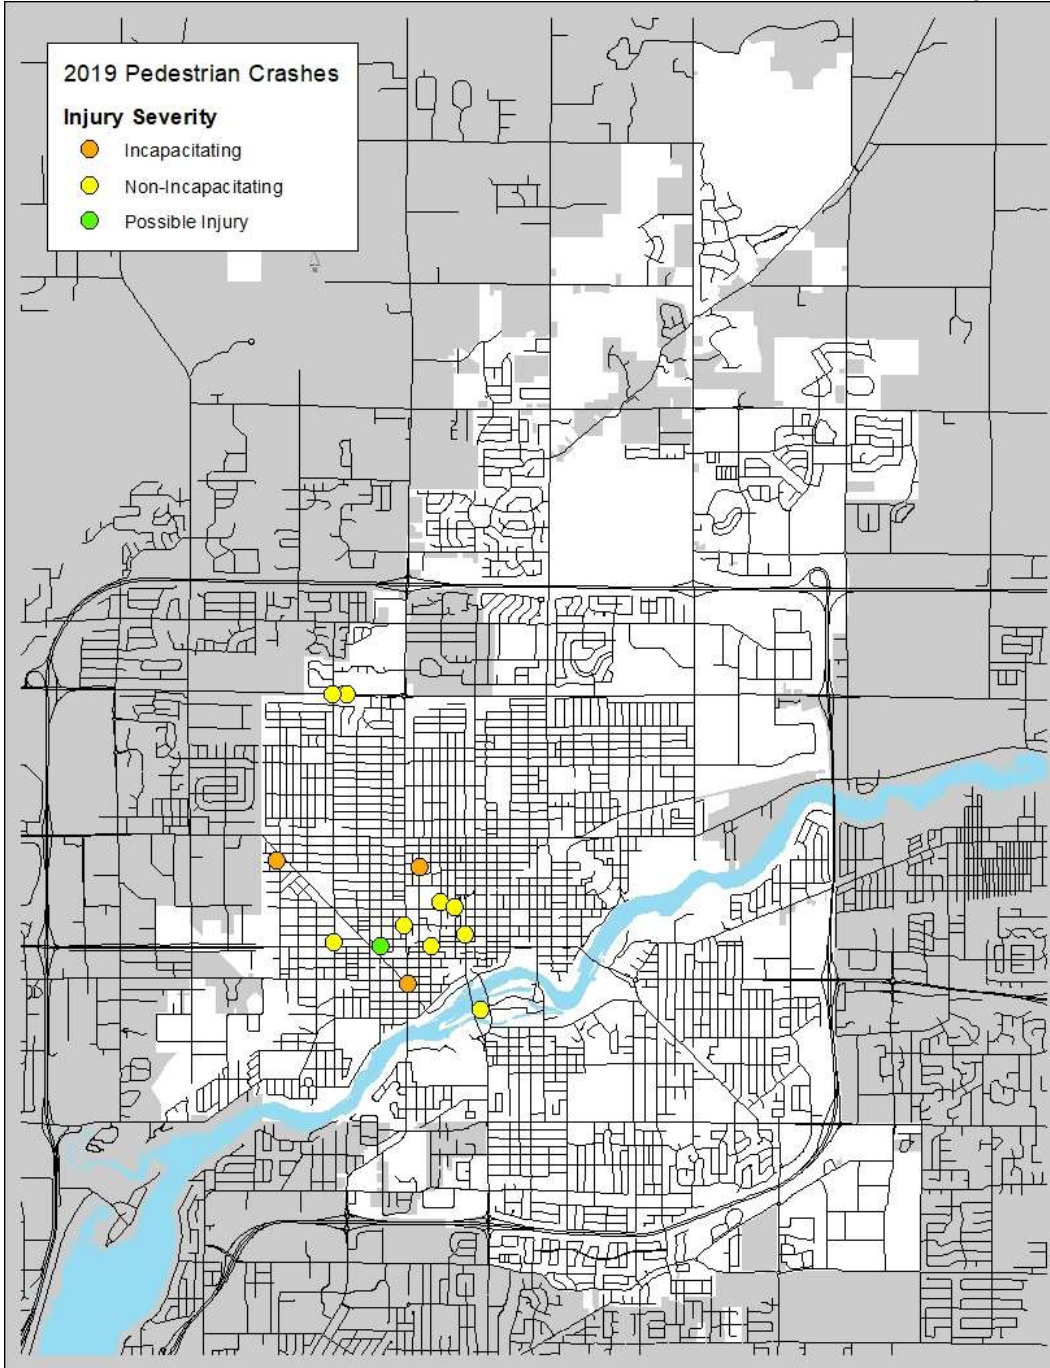 2019 Pedestrian Crashes
Injury Severity
Incapacitating
Non-Incapacitating
Possible Injury